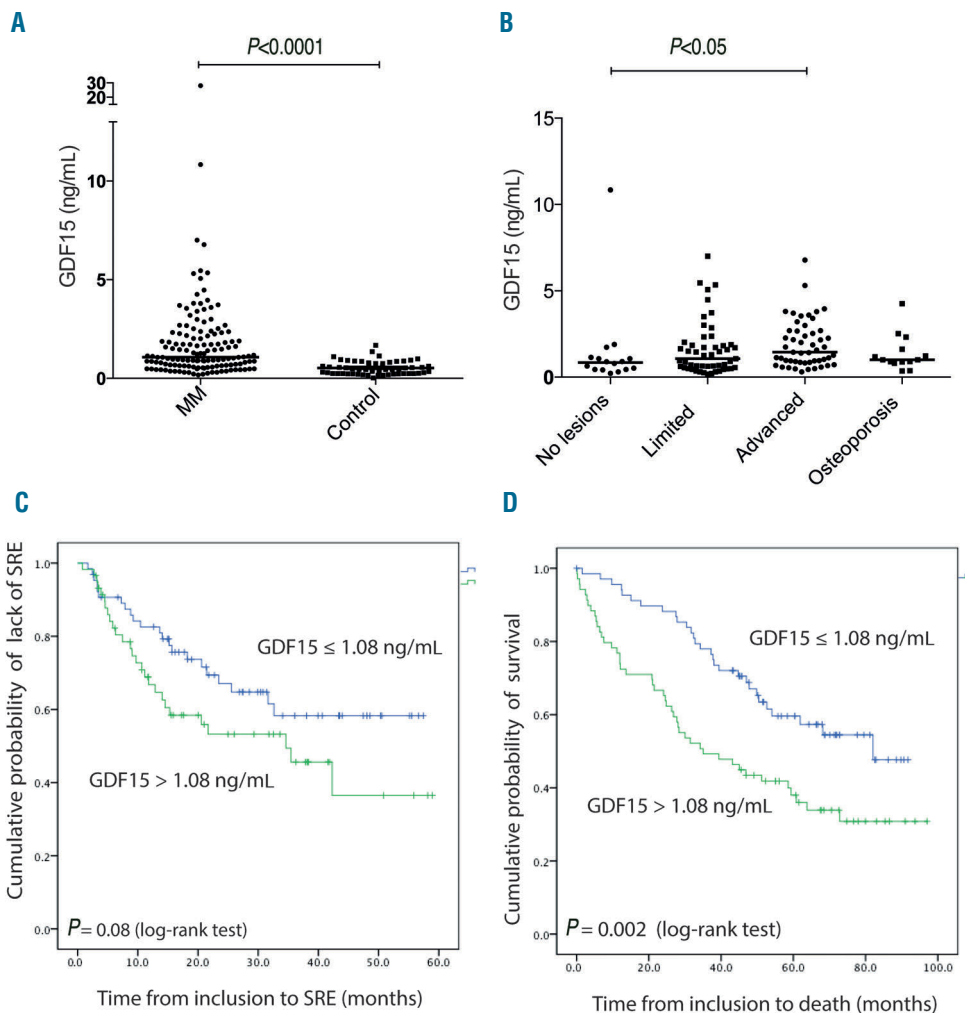 A
P<0.0001
30
20
10
5
0
GDF15 (ng/mL)
MM
Control
B
P<0.05
15
10
5
0
GDF15 (ng/mL)
No lesions
Limited
Advanced
Osteoporosis
C
1.0
0.8
0.6
0.4
0.2
0.0
Cumulative probability of lack of SRE
GDF15 ≤ 1.08 ng/mL
GDF15 > 1.08 ng/mL
P = 0.08 (log-rank test)
0.0 10.0 20.0 30.0 40.0 50.0 60.0
Time from inclusion to SRE (months)
D
1.0
0.8
0.6
0.4
0.2
0.0
Cumulative probability of survival
GDF15 ≤ 1.08 ng/mL
GDF15 > 1.08 ng/mL
P = 0.002 (log-rank test)
0.0 20.0 40.0 60.0 80.0 100.0
Time from inclusion to death (months)